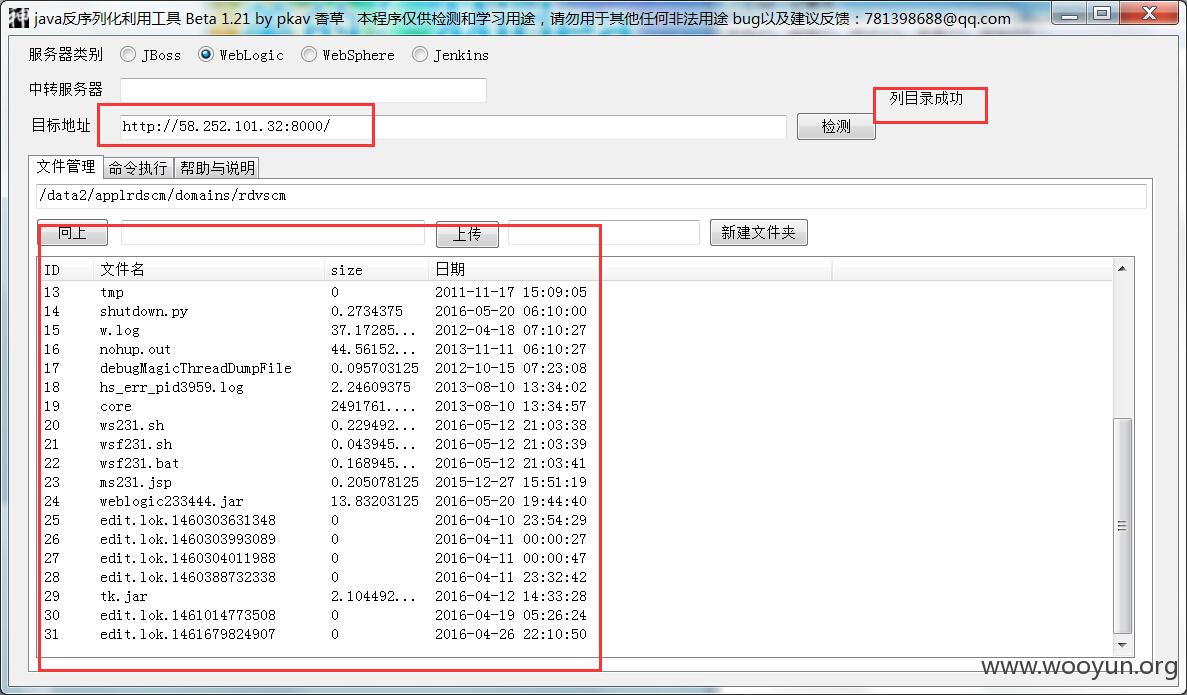 java反序列化利用工具 Beta 1.21 by pkav 香草   本程序仅供检测和学习用途，请勿用于其他任何非法用途 bug以及建议反馈：781398688@qq.com
服务器类别 JBoss WebLogic WebSphere Jenkins
中转服务器
列目录成功
目标地址 http://58.252.101.32:8000/ 检测
文件管理 命令执行 帮助与说明
/data2/applrdscm/domains/rdvscm
向上 上传 新建文件夹
ID 文件名 size 日期
13 tmp 0 2011-11-17 15:09:05
14 shutdown.py 0.2734375 2016-05-20 06:10:00
15 w.log 37.17285... 2012-04-18 07:10:27
16 nohup.out 44.56152... 2013-11-11 06:10:27
17 debugMagicThreadDumpFile 0.095703125 2012-10-15 07:23:08
18 hs_err_pid3959.log 2.24609375 2013-08-10 13:34:02
19 core 2491761.... 2013-08-10 13:34:57
20 ws231.sh 0.229492... 2016-05-12 21:03:38
21 wsf231.sh 0.043945... 2016-05-12 21:03:39
22 wsf231.bat 0.168945... 2016-05-12 21:03:41
23 ms231.jsp 0.205078125 2015-12-27 15:51:19
24 weblogic233444.jar 13.83203125 2016-05-20 19:44:40
25 edit.lok.1460303631348 0 2016-04-10 23:54:29
26 edit.lok.1460303993089 0 2016-04-11 00:00:27
27 edit.lok.1460304011988 0 2016-04-11 00:00:47
28 edit.lok.1460388732338 0 2016-04-11 23:32:42
29 tk.jar 2.104492... 2016-04-12 14:33:28
30 edit.lok.1461014773508 0 2016-04-19 05:26:24
31 edit.lok.1461679824907 0 2016-04-26 22:10:50
www.wooyun.org